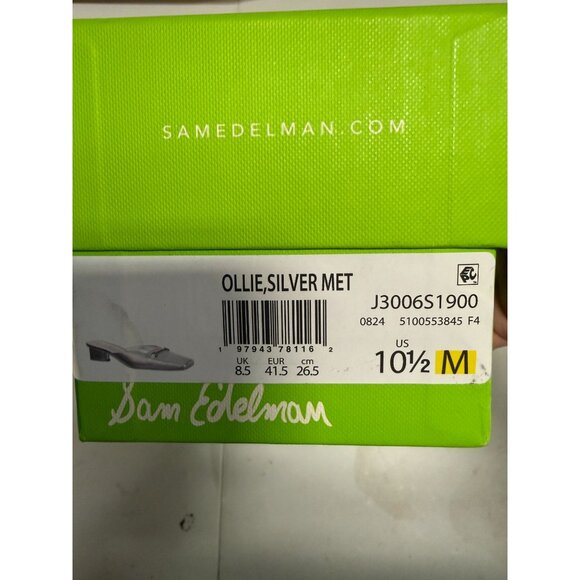 SAMEDELMAN.COM
OLLIE,SILVER MET
J3006S1900
0824 5100553845 F4
1 97943 78116 2
UK EUR cm
8.5 41.5 26.5
US
10½ M
Sam Edelman